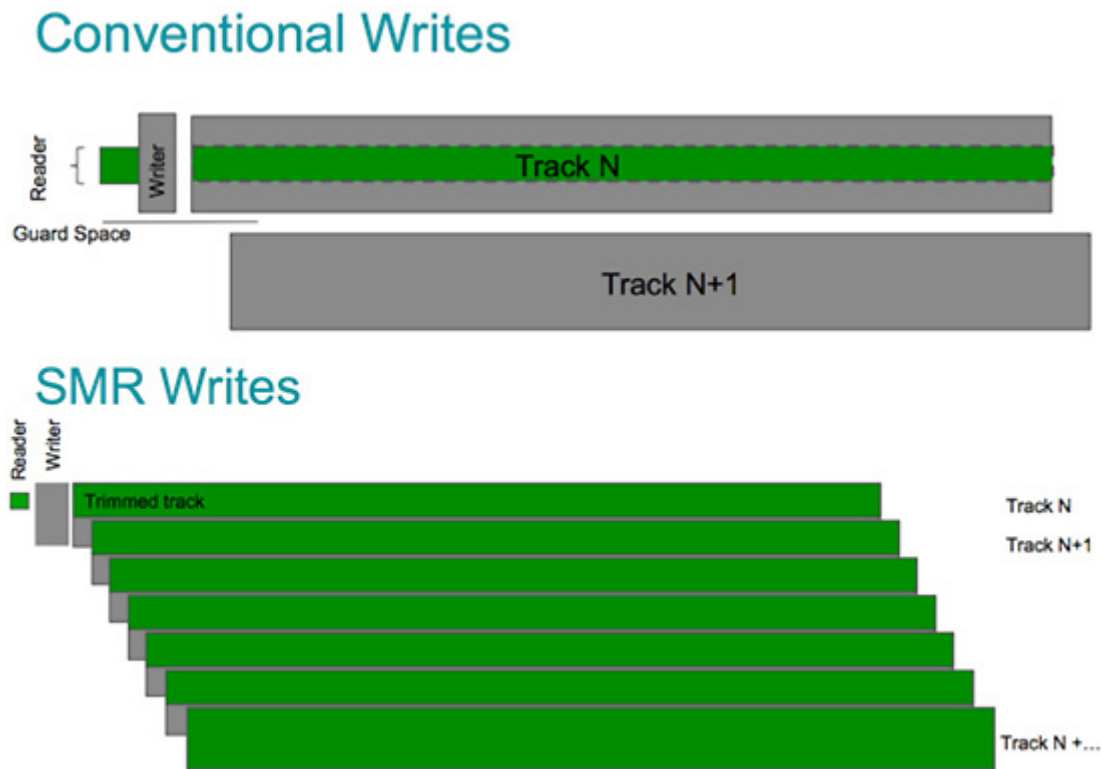 Conventional Writes
Reader
Writer
Track N
Guard Space
Track N+1
SMR Writes
Reader
Writer
Trimmed track
Track N
Track N+1
Track N +...